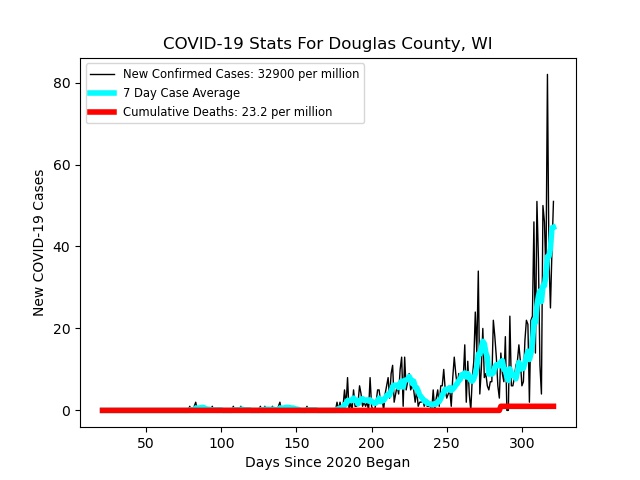 COVID-19 Stats For Douglas County, WI
New Confirmed Cases: 32900 per million
7 Day Case Average
Cumulative Deaths: 23.2 per million
New COVID-19 Cases
80
60
40
20
0
50 100 150 200 250 300
Days Since 2020 Began